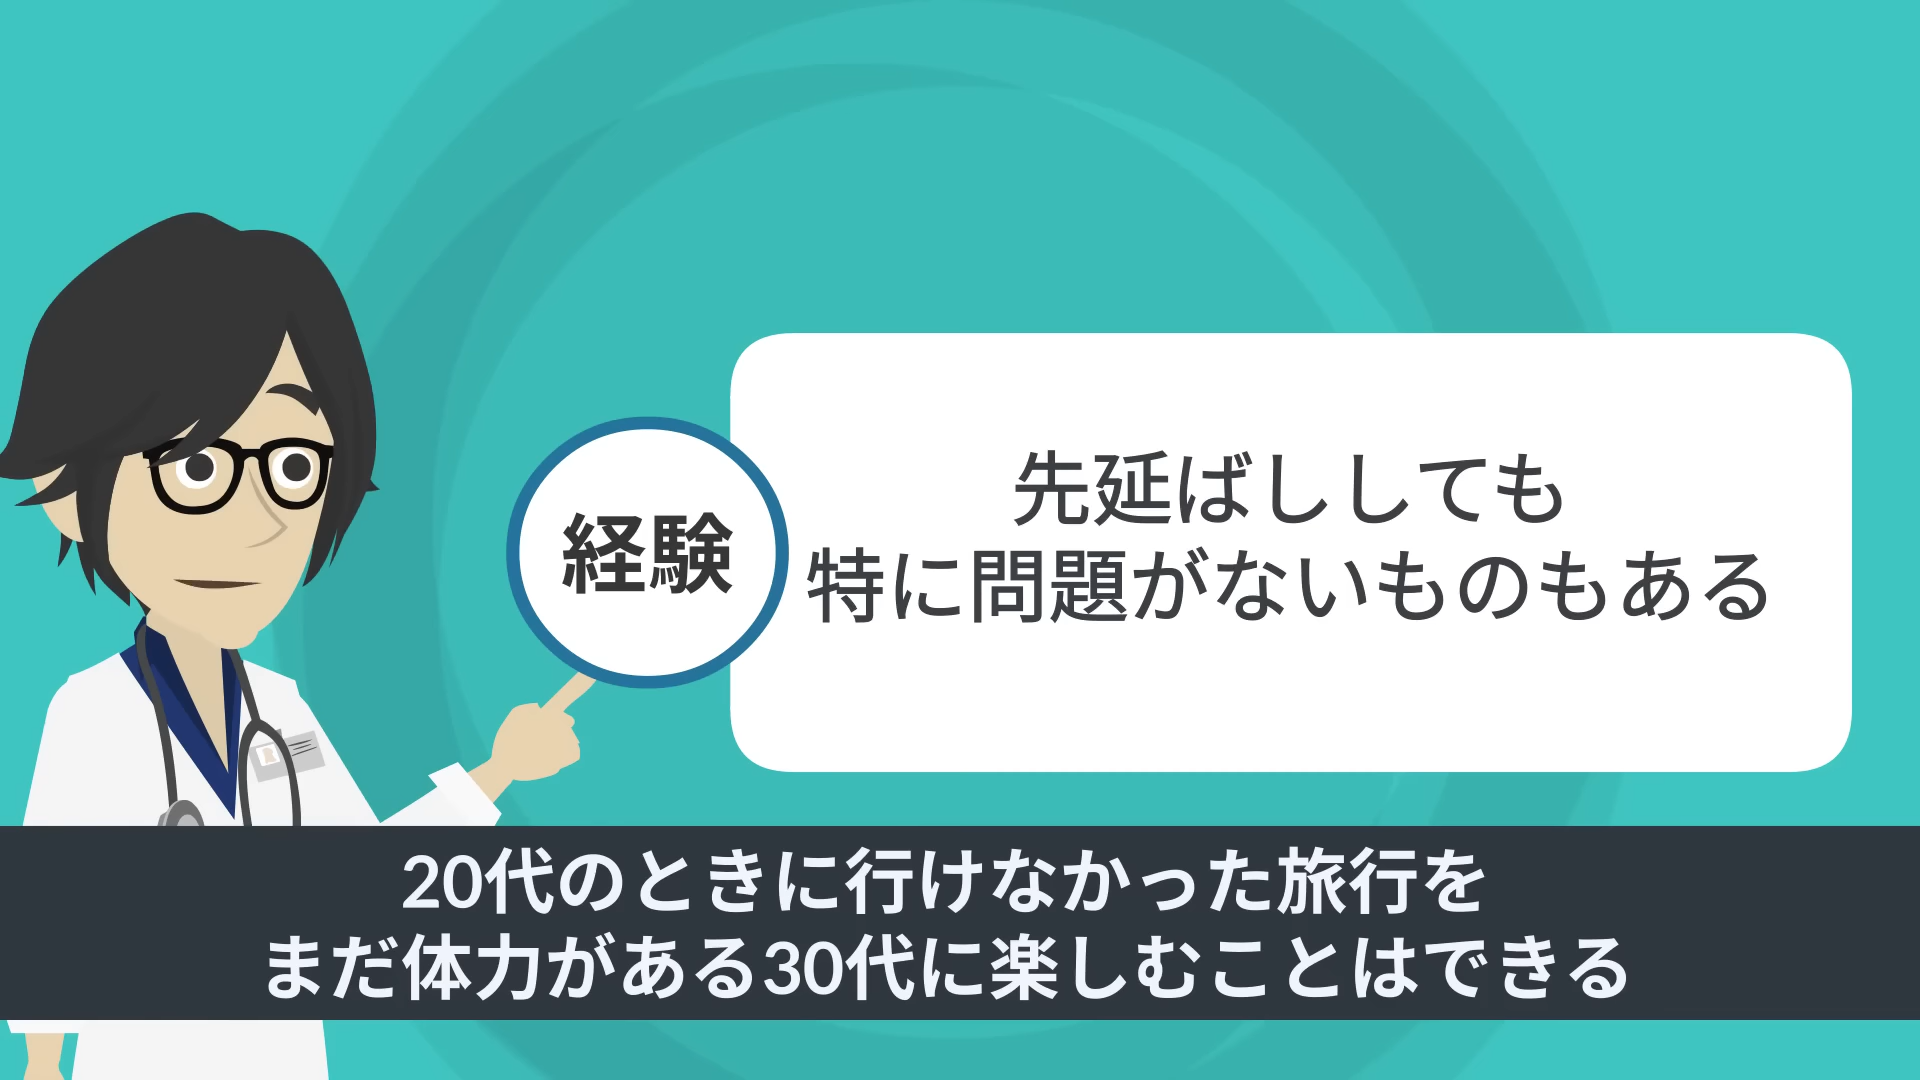 経験
先延ばししても
特に問題がないものもある
20代のときに行けなかった旅行を
まだ体力がある30代に楽しむことはできる